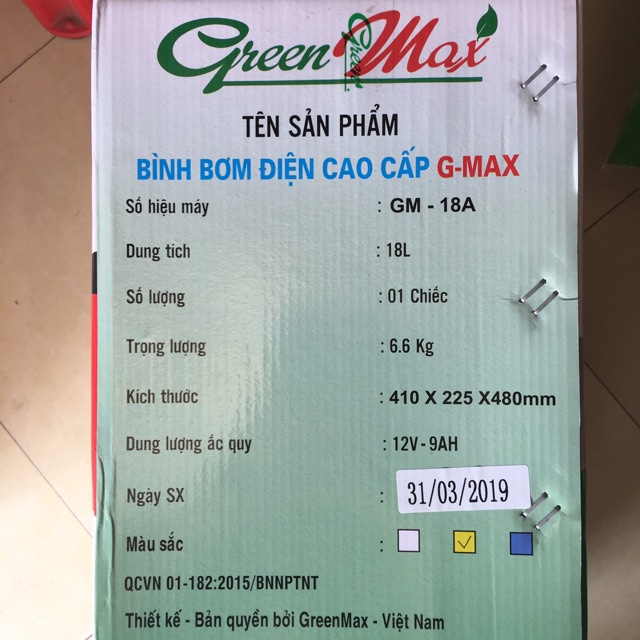 Green Max
Green
TÊN SẢN PHẨM
BÌNH BƠM ĐIỆN CAO CẤP G-MAX
Số hiệu máy : GM - 18A
Dung tích : 18L
Số lượng : 01 Chiếc
Trọng lượng : 6.6 Kg
Kích thước : 410 X 225 X480mm
Dung lượng ắc quy : 12V - 9AH
Ngày SX : 31/03/2019
Màu sắc :
QCVN 01-182:2015/BNNPTNT
Thiết kế - Bản quyền bởi GreenMax - Việt Nam